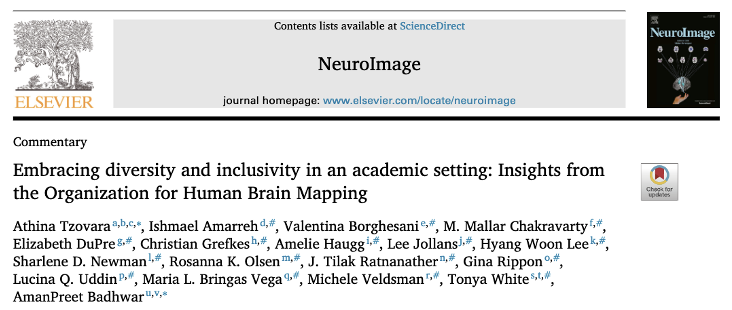 Contents lists available at ScienceDirect
NeuroImage
NeuroImage
ELSEVIER
journal homepage: www.elsevier.com/locate/neuroimage
Commentary
Embracing diversity and inclusivity in an academic setting: Insights from
the Organization for Human Brain Mapping
Check for
updates
Athina Tzovara a,b,c,*, Ishmael Amarreh d,#, Valentina Borghesani e,#, M. Mallar Chakravarty f,#,
Elizabeth DuPre g,#, Christian Grefkes h,#, Amelie Haugg i,#, Lee Jollans j,#, Hyang Woon Lee k,#,
Sharlene D. Newman l,#, Rosanna K. Olsen m,#, J. Tilak Ratnanather n,#, Gina Rippon o,#,
Lucina Q. Uddin p,#, Maria L. Bringas Vega q,#, Michele Veldsman r,#, Tonya White s,t,#,
AmanPreet Badhwar u,v,*